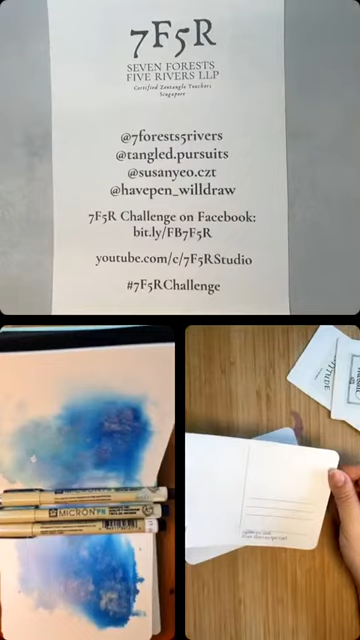 7F5R
SEVEN FORESTS
FIVE RIVERS LLP
Certified Zentangle Teachers
Singapore
@7forests5rivers
@tangled.pursuits
@susanyeo.czt
@havepen_willdraw
7F5R Challenge on Facebook:
bit.ly/FB7F5R
youtube.com/c/7F5RStudio
#7F5RChallenge
MICRON